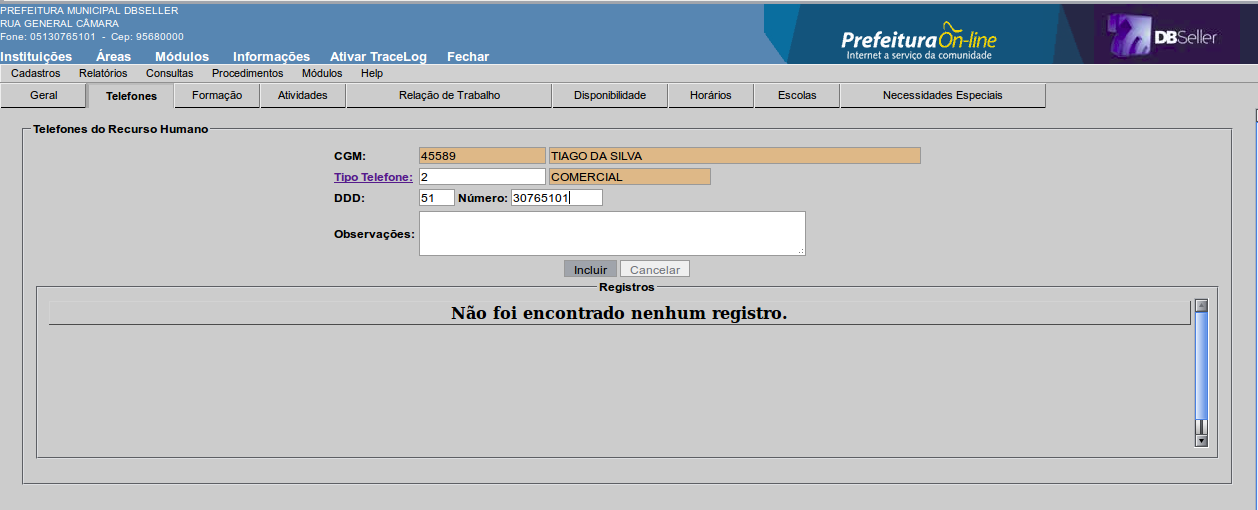 PREFEITURA MUNICIPAL DBSELLER
RUA GENERAL CÂMARA
Fone: 05130765101 - Cep: 95680000
Prefeitura On-line
Internet a serviço da comunidade
DBSeller
Instituições Áreas Módulos Informações Ativar TraceLog Fechar
Cadastros Relatórios Consultas Procedimentos Módulos Help
Geral Telefones Formação Atividades Relação de Trabalho Disponibilidade Horários Escolas Necessidades Especiais
Telefones do Recurso Humano
CGM: 45589 TIAGO DA SILVA
Tipo Telefone: 2 COMERCIAL
DDD: 51 Número: 30765101
Observações:
Incluir Cancelar
Registros
Não foi encontrado nenhum registro.